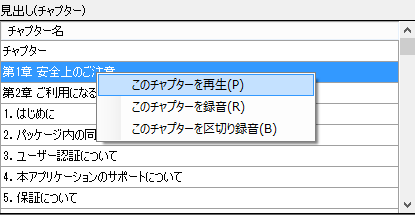 見出し(チャプター)
チャプター名
チャプター
第1章 安全上のご注意
このチャプターを再生(P)
第2章 ご利用になる
このチャプターを録音(R)
1. はじめに
このチャプターを区切り録音(B)
2. パッケージ内の同
3. ユーザー認証について
4. 本アプリケーションのサポートについて
5. 保証について